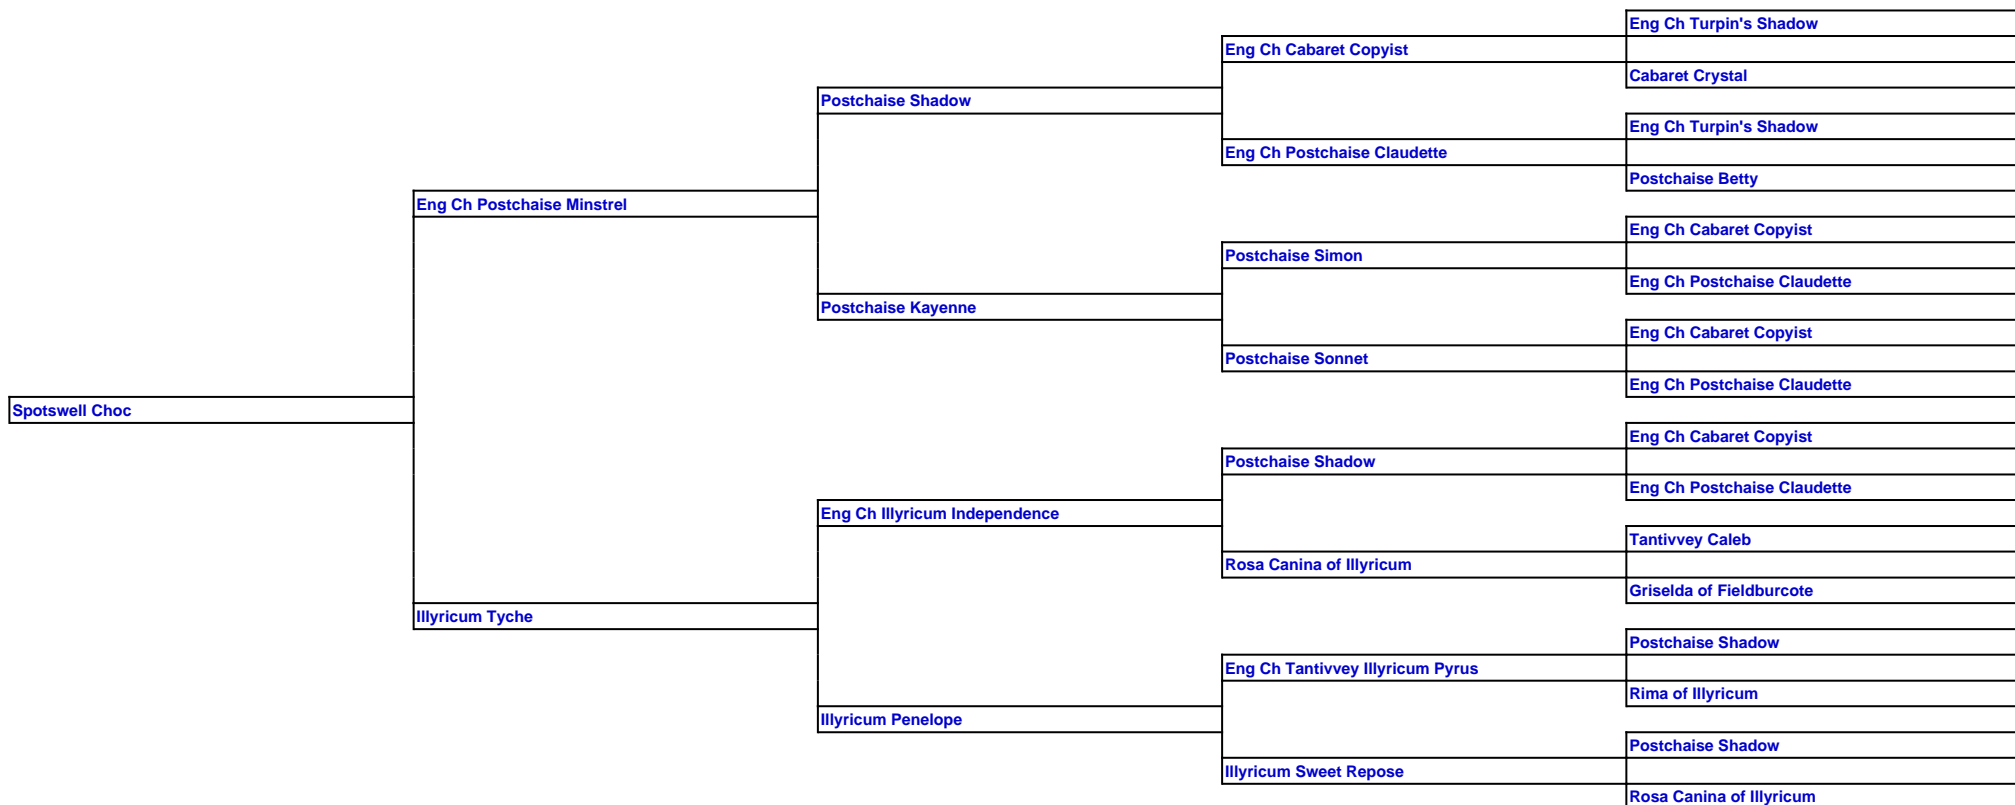 Eng Ch Turpin's Shadow
Eng Ch Cabaret Copyist
Cabaret Crystal
Postchaise Shadow
Eng Ch Turpin's Shadow
Eng Ch Postchaise Claudette
Postchaise Betty
Eng Ch Postchaise Minstrel
Eng Ch Cabaret Copyist
Postchaise Simon
Eng Ch Postchaise Claudette
Postchaise Kayenne
Eng Ch Cabaret Copyist
Postchaise Sonnet
Eng Ch Postchaise Claudette
Spotswell Choc
Eng Ch Cabaret Copyist
Postchaise Shadow
Eng Ch Postchaise Claudette
Eng Ch Illyricum Independence
Tantivvey Caleb
Rosa Canina of Illyricum
Griselda of Fieldburcote
Illyricum Tyche
Postchaise Shadow
Eng Ch Tantivvey Illyricum Pyrus
Rima of Illyricum
Illyricum Penelope
Postchaise Shadow
Illyricum Sweet Repose
Rosa Canina of Illyricum